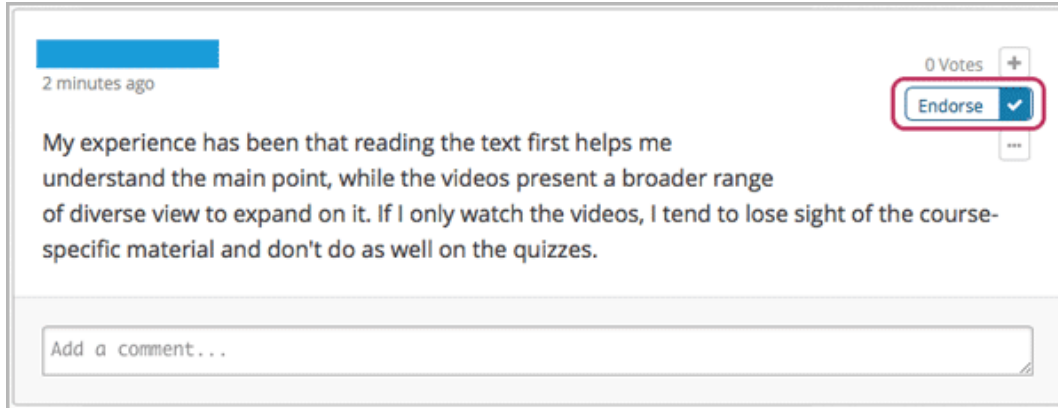 0 Votes +
2 minutes ago
Endorse
...
My experience has been that reading the text first helps me
understand the main point, while the videos present a broader range
of diverse view to expand on it. If I only watch the videos, I tend to lose sight of the course-
specific material and don't do as well on the quizzes.
Add a comment...